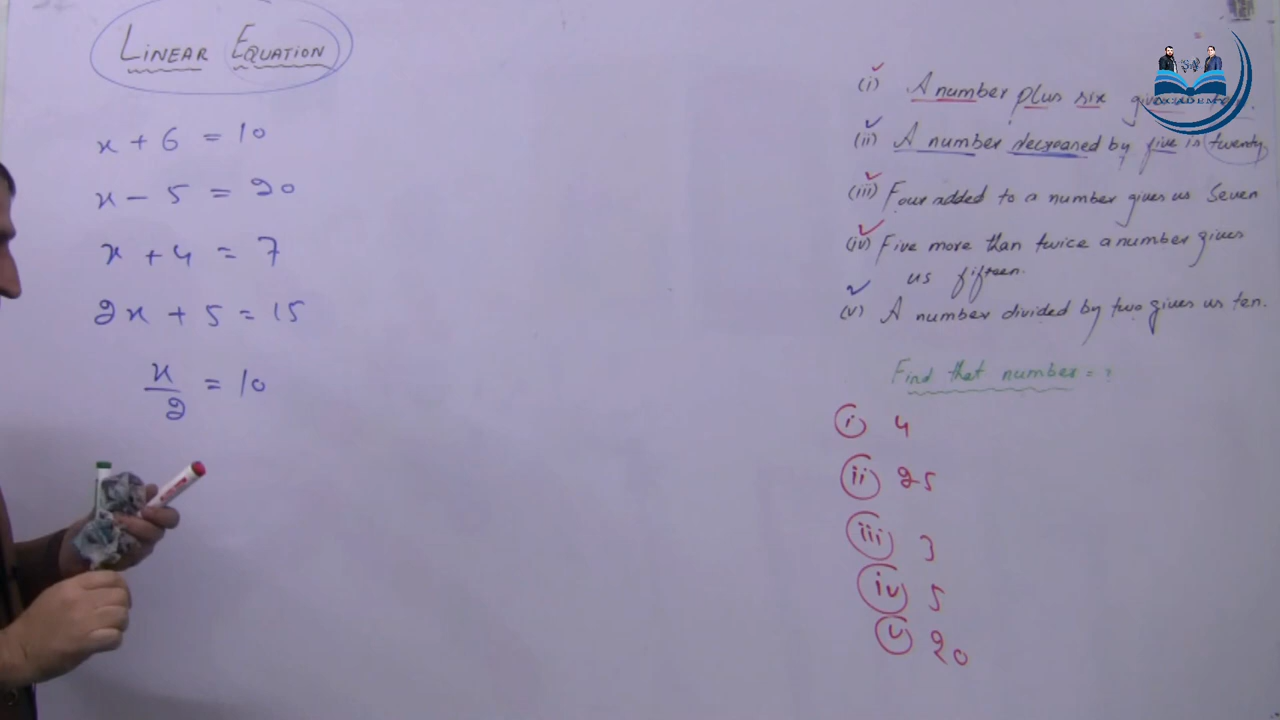 LINEAR EQUATION
x + 6 = 10
x - 5 = 20
x + 4 = 7
2x + 5 = 15
x/2 = 10
(i) A number plus six
(ii) A number decreased by five is twenty
(iii) Four added to a number gives us Seven
(iv) Five more than twice a number gives
us fifteen.
(v) A number divided by two gives us ten.
Find that number = ?
i 4
ii 25
iii 3
iv 5
v 20
ACADEMY